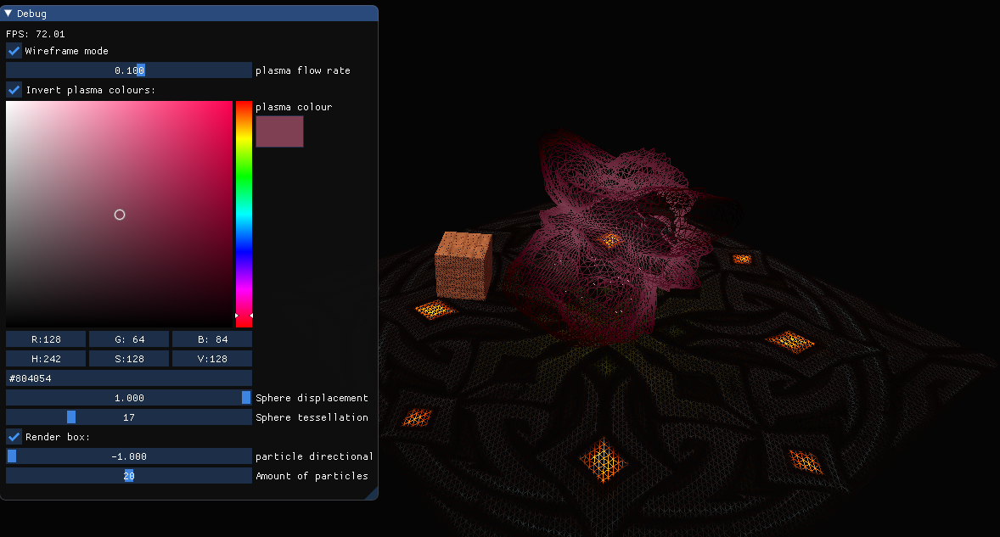 Debug
FPS: 72.01
Wireframe mode
0.100 plasma flow rate
Invert plasma colours:
plasma colour
R:128 G: 64 B: 84
H:242 S:128 V:128
#804054
1.000 Sphere displacement
17 Sphere tessellation
Render box:
-1.000 particle directional
20 Amount of particles